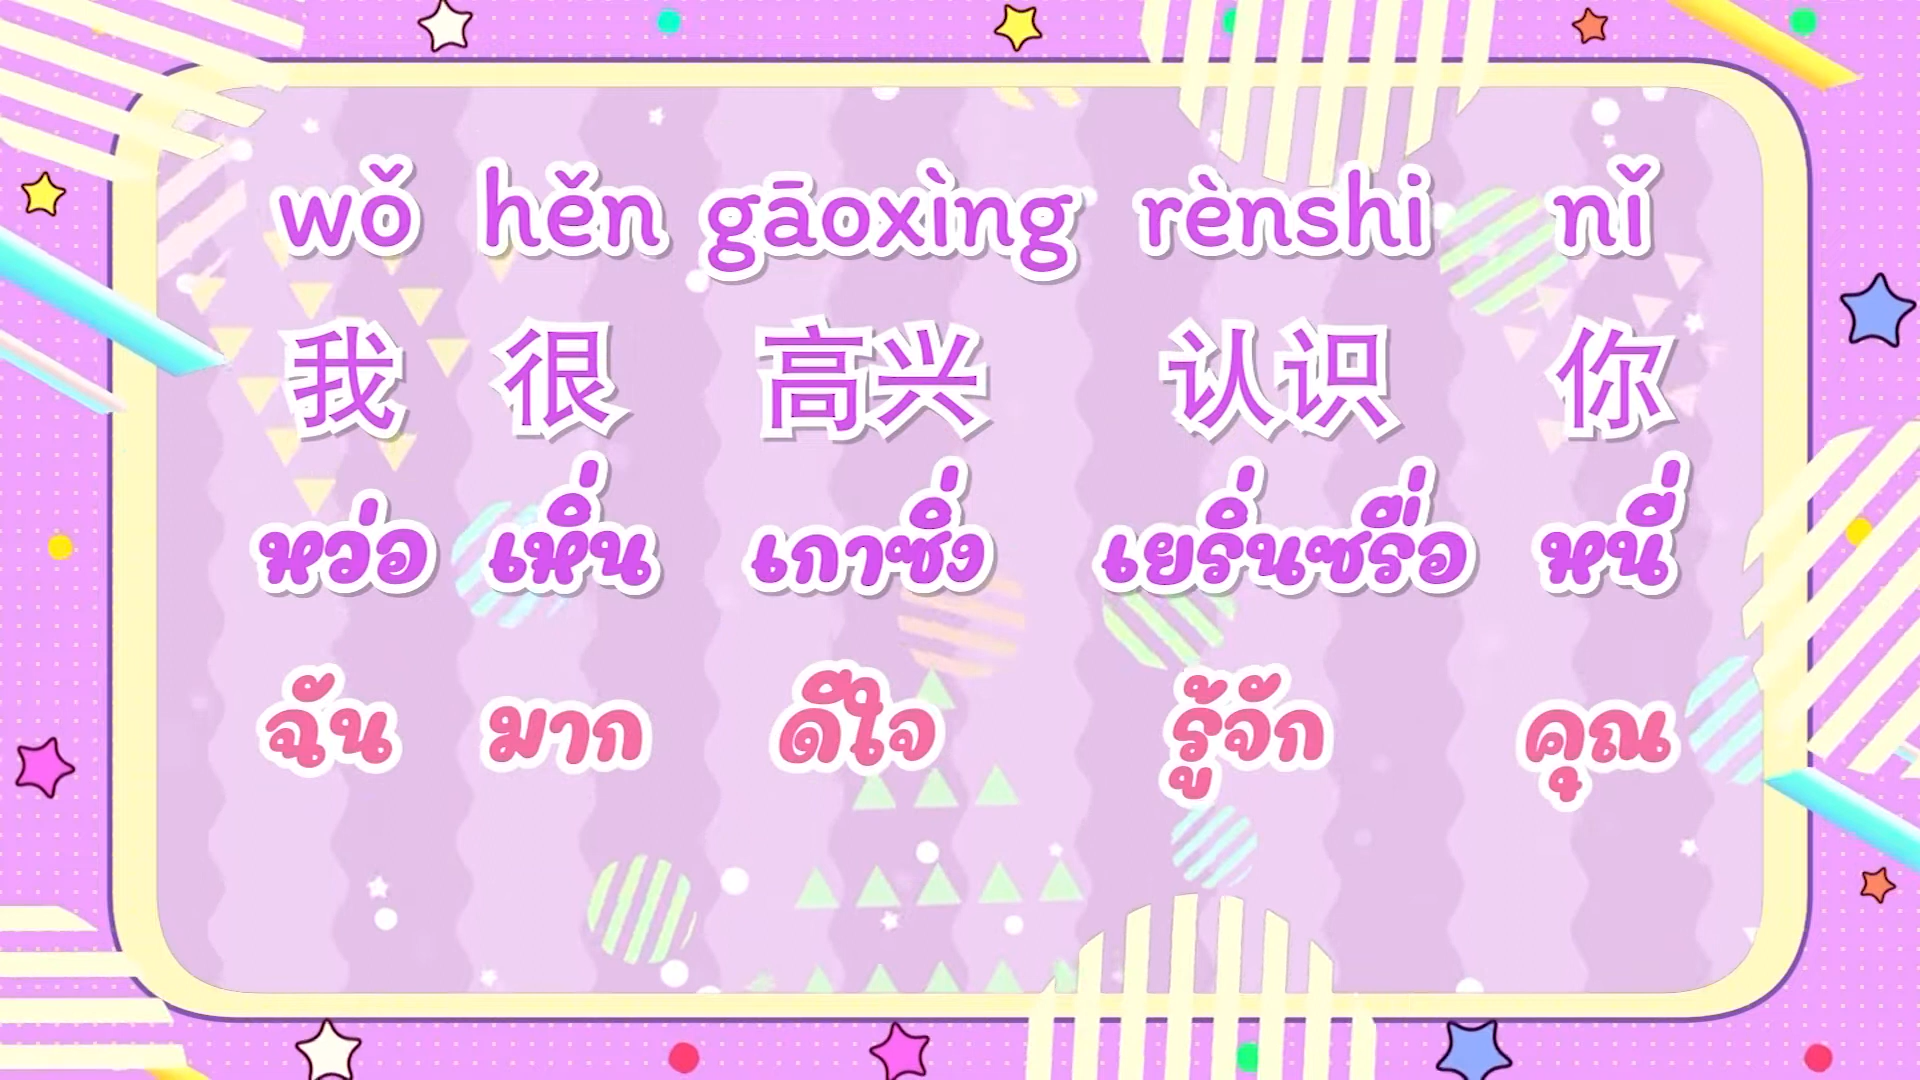 wǒ hěn gāoxìng rènshi nǐ
我 很 高兴 认识 你
หว่อ เหิ่น เกาซิ่ง เยริ่นซรื่อ หนี่
ฉัน มาก ดีใจ รู้จัก คุณ